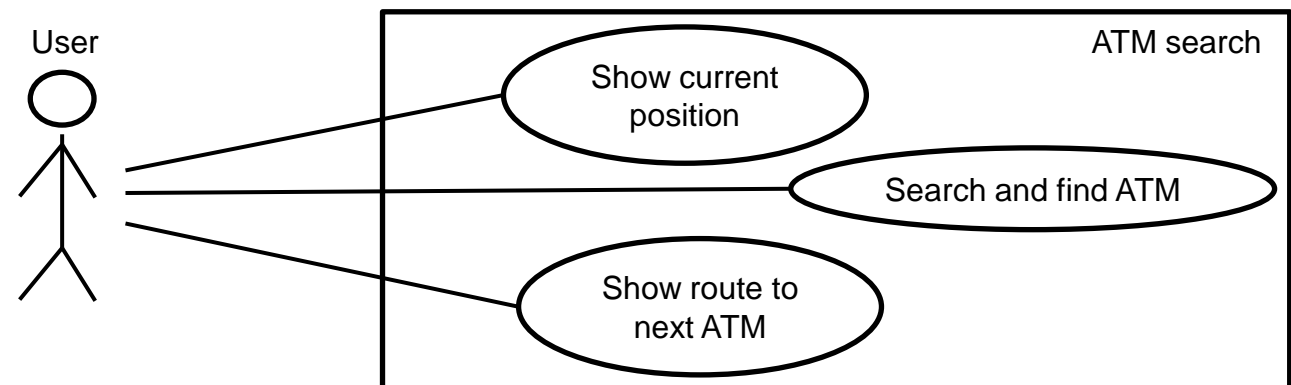 User
ATM search
Show current
position
Search and find ATM
Show route to
next ATM